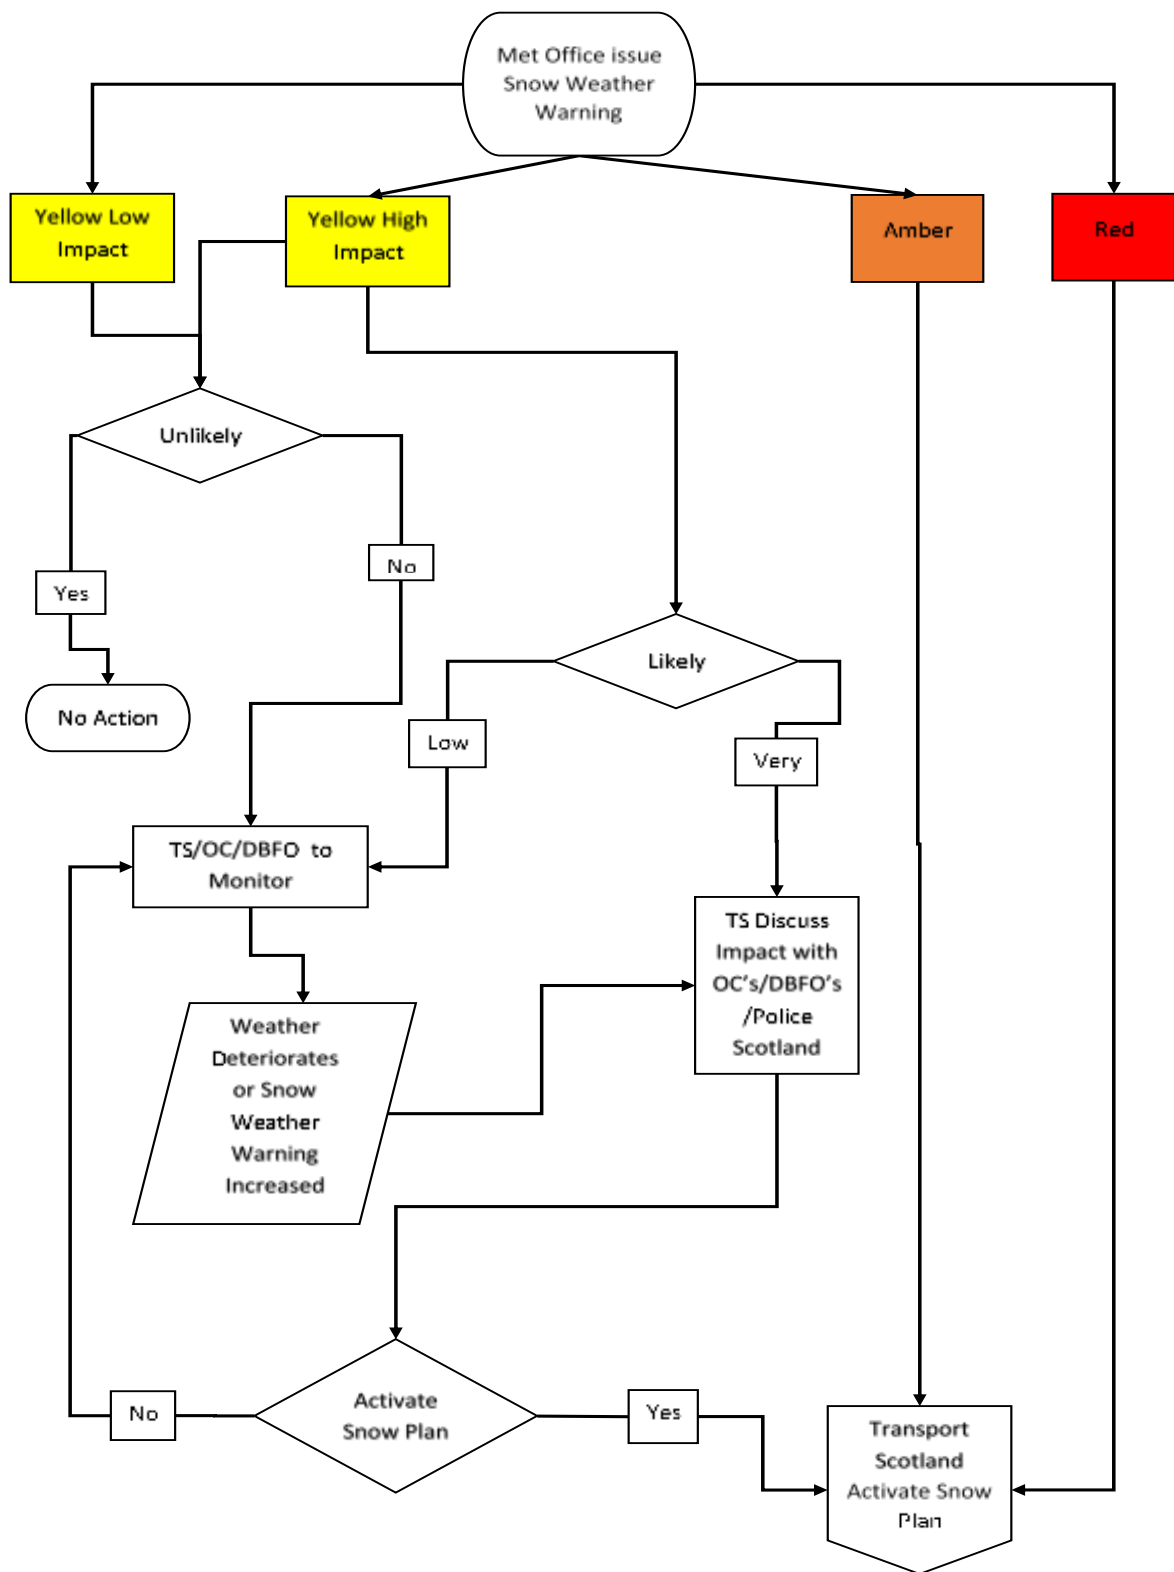 Met Office issue
Snow Weather
Warning
Yellow Low
Impact
Yellow High
Impact
Amber
Red
Unlikely
No
Yes
Likely
No Action
Low
Very
TS/OC/DBFO to
Monitor
TS Discuss
Impact with
OC's/DBFO's
/Police
Scotland
Weather
Deteriorates
or Snow
Weather
Warning
Increased
Activate
Snow Plan
No
Yes
Transport
Scotland
Activate Snow
Plan